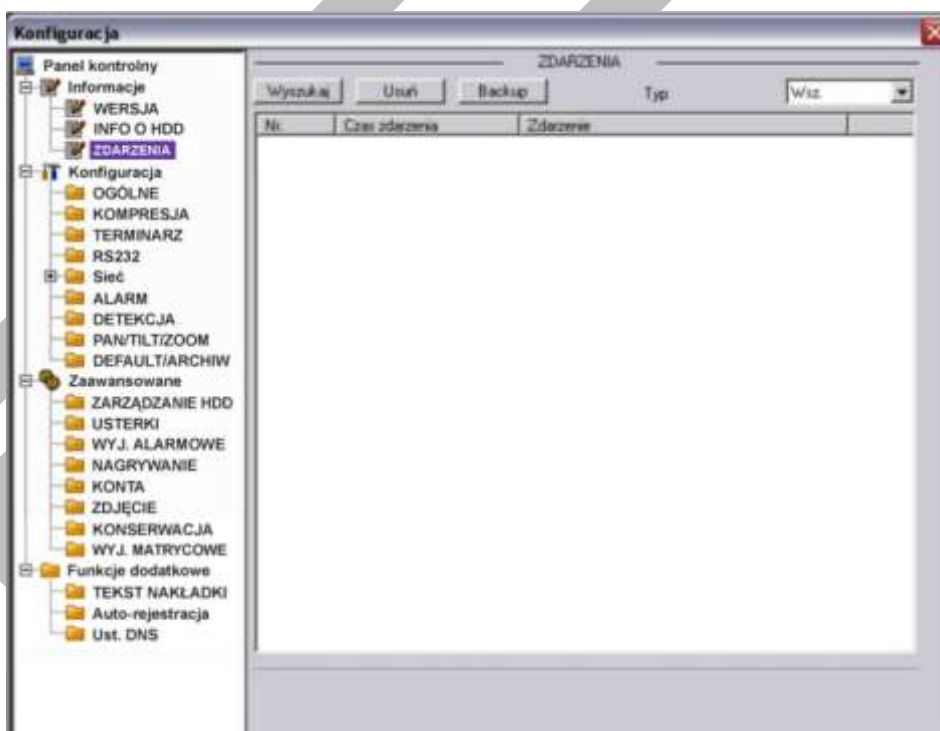 Konfiguracja
Panel kontrolny
Informacje
WERSJA
INFO O HDD
ZDARZENIA
Konfiguracja
OGÓLNE
KOMPRESJA
TERMINARZ
RS232
Sieć
ALARM
DETEKCJA
PAN/TILT/ZOOM
DEFAULT/ARCHIW
Zaawansowane
ZARZĄDZANIE HDD
USTERKI
WYJ. ALARMOWE
NAGRYWANIE
KONTA
ZDJĘCIE
KONSERWACJA
WYJ. MATRYCOWE
Funkcje dodatkowe
TEKST NAKŁADKI
Auto-rejestracja
Ust. DNS
ZDARZENIA
Wyszukaj Usuń Backup Typ Wsz.
Nr. Czas zdarzenia Zdarzenie